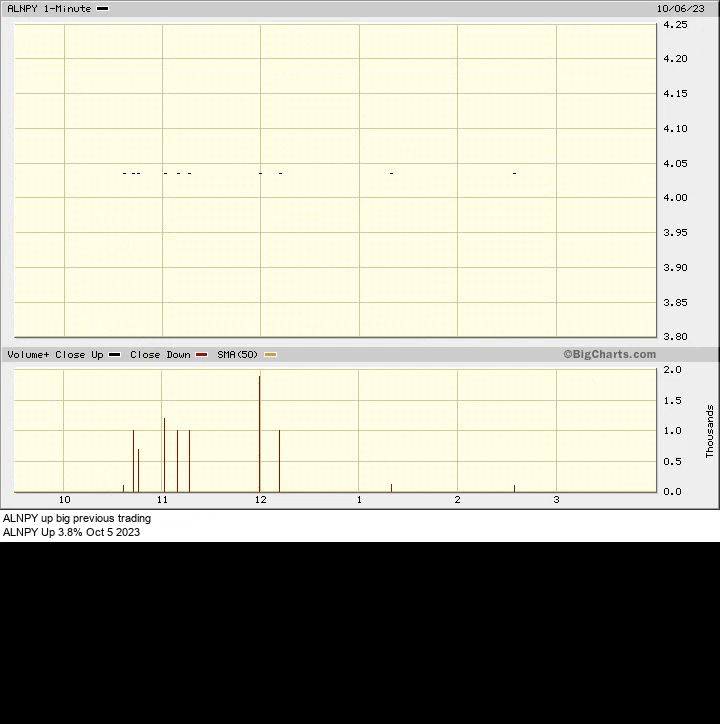 ALNPY 1-Minute 10/06/23
4.25
4.20
4.15
4.10
4.05
4.00
3.95
3.90
3.85
3.80
Volume+ Close Up Close Down SMA(50) ©BigCharts.com
2.0
1.5
1.0
0.5
0.0
Thousands
10 11 12 1 2 3
ALNPY up big previous trading
ALNPY Up 3.8% Oct 5 2023